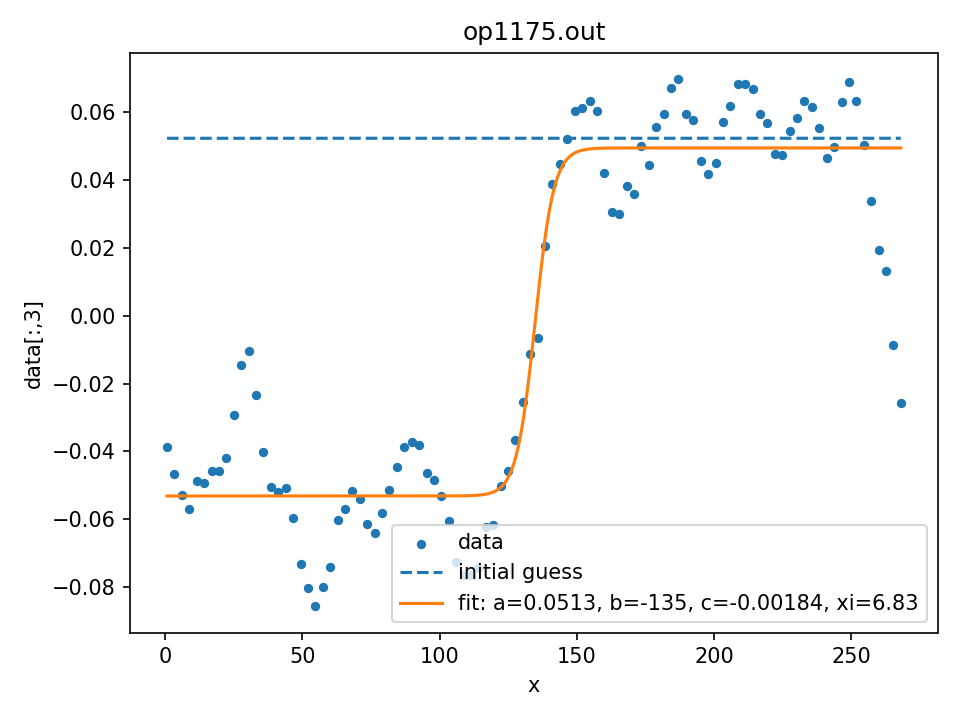 op1175.out
0.06
0.04
0.02
0.00
−0.02
−0.04
−0.06
−0.08
data[:,3]
data
initial guess
fit: a=0.0513, b=-135, c=-0.00184, xi=6.83
0 50 100 150 200 250
x